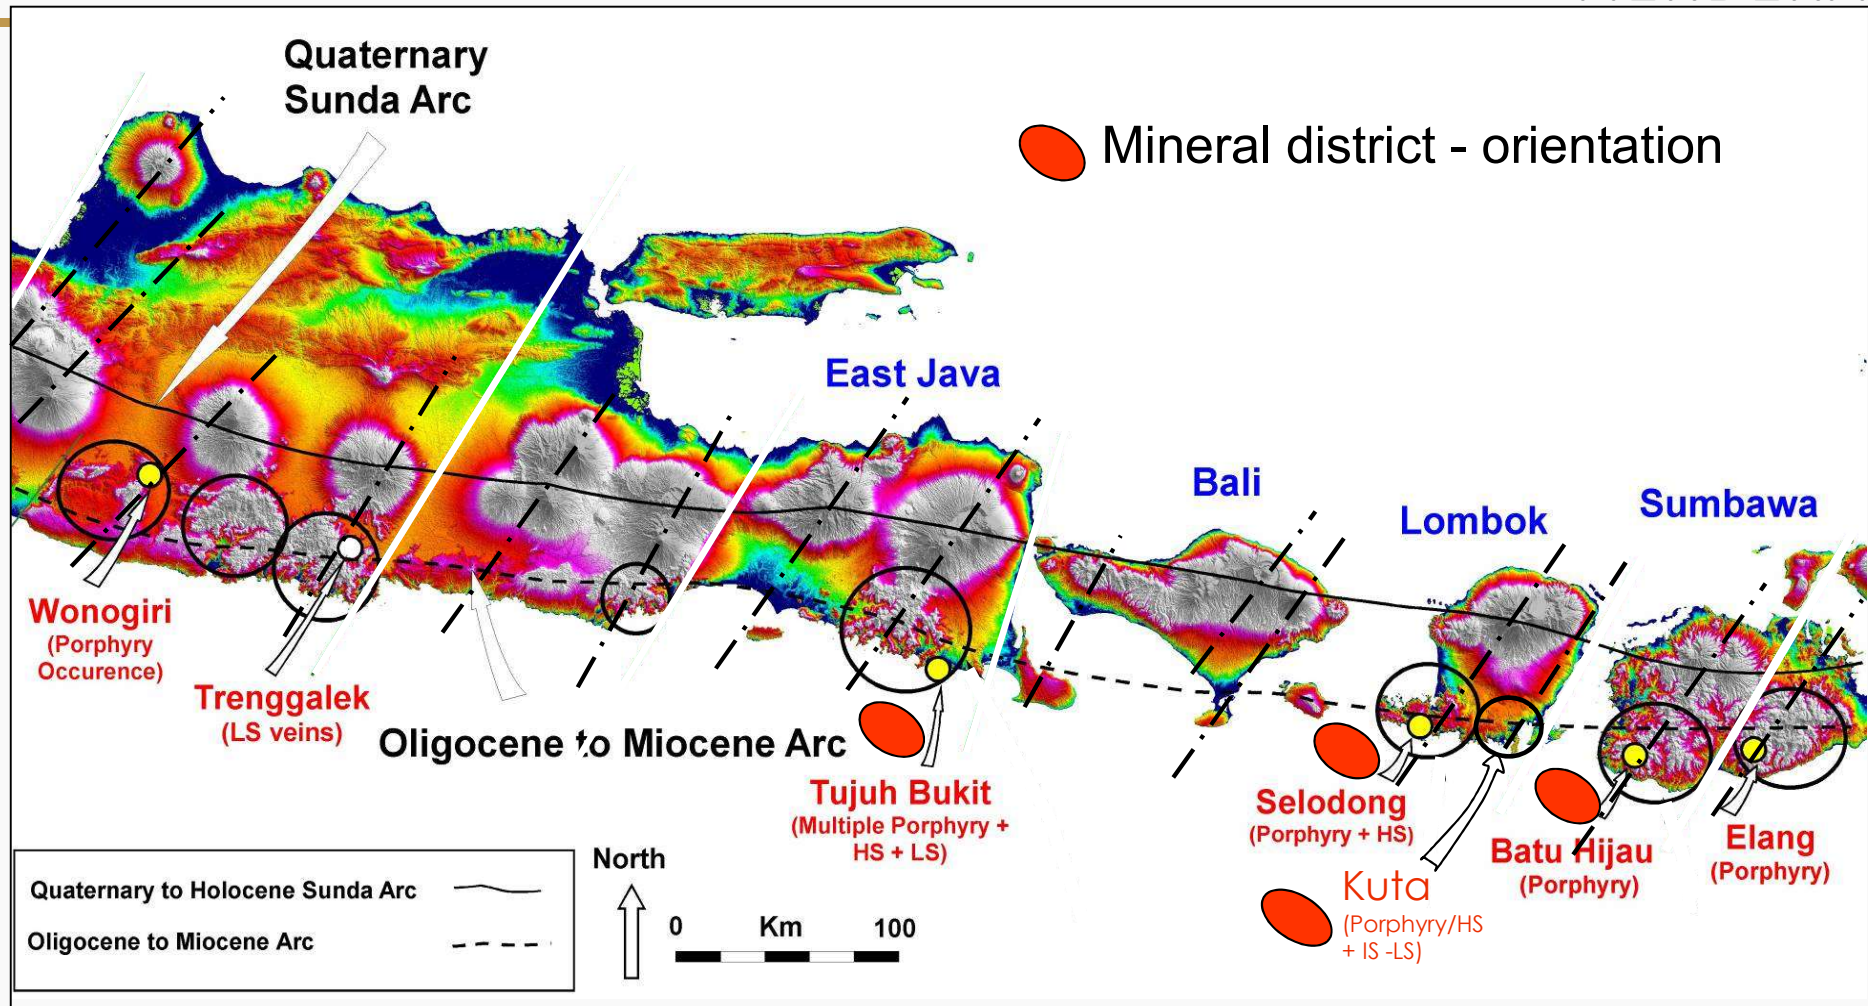 Quaternary
Sunda Arc
Mineral district - orientation
East Java
Bali
Lombok
Sumbawa
Wonogiri
(Porphyry
Occurence)
Trenggalek
(LS veins)
Oligocene to Miocene Arc
Tujuh Bukit
(Multiple Porphyry +
HS + LS)
Selodong
(Porphyry + HS)
Batu Hijau
(Porphyry)
Elang
(Porphyry)
Kuta
(Porphyry/HS
+ IS -LS)
Quaternary to Holocene Sunda Arc
Oligocene to Miocene Arc
North
0 Km 100